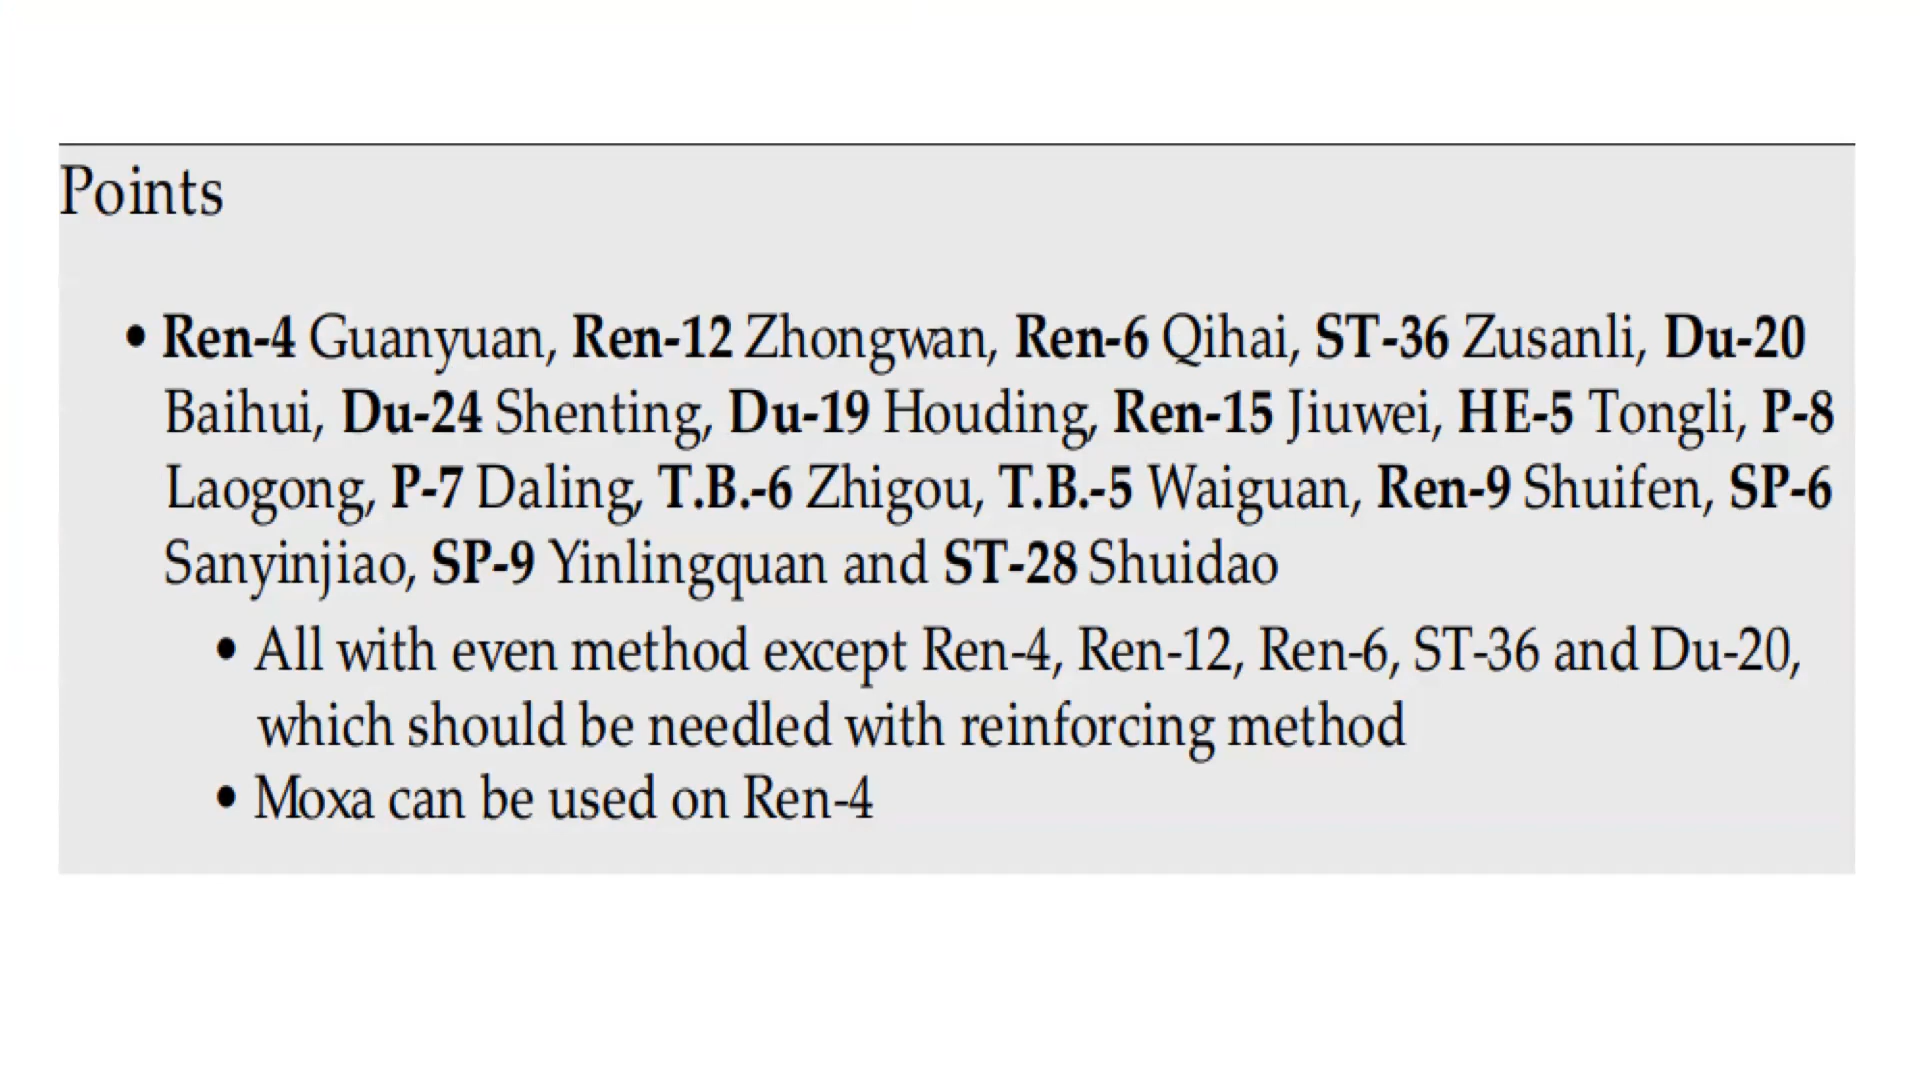 Points
• Ren-4 Guanyuan, Ren-12 Zhongwan, Ren-6 Qihai, ST-36 Zusanli, Du-20
Baihui, Du-24 Shenting, Du-19 Houding, Ren-15 Jiuwei, HE-5 Tongli, P-8
Laogong, P-7 Daling, T.B.-6 Zhigou, T.B.-5 Waiguan, Ren-9 Shuifen, SP-6
Sanyinjiao, SP-9 Yinlingquan and ST-28 Shuidao
• All with even method except Ren-4, Ren-12, Ren-6, ST-36 and Du-20,
which should be needled with reinforcing method
• Moxa can be used on Ren-4